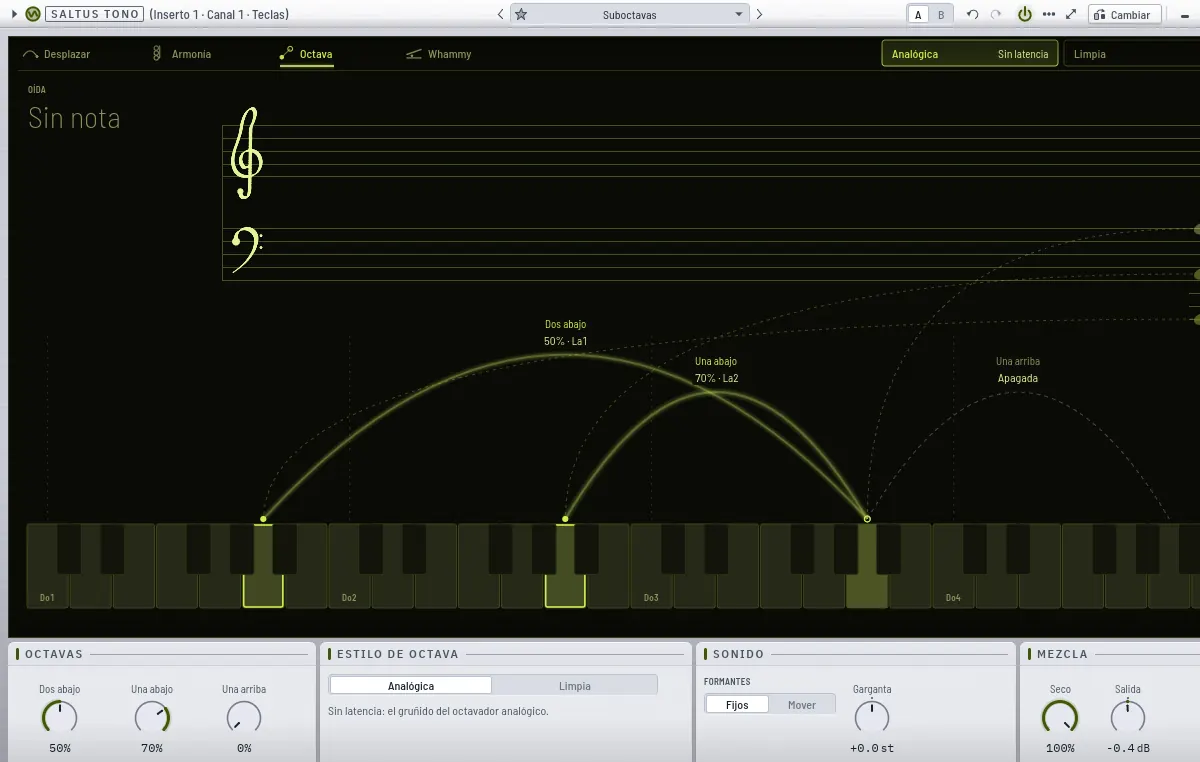 SALTUS TONO (Inserto 1 · Canal 1 · Teclas)
Suboctavas
A B
Cambiar
Desplazar
Armonía
Octava
Whammy
Analógica Sin latencia
Limpia
OÍDA
Sin nota
Dos abajo
50% · La1
Una abajo
70% · La2
Una arriba
Apagada
Do1
Do2
Do3
Do4
OCTAVAS
Dos abajo
Una abajo
Una arriba
50%
70%
0%
ESTILO DE OCTAVA
Analógica
Limpia
Sin latencia: el gruñido del octavador analógico.
SONIDO
FORMANTES
Fijos
Mover
Garganta
+0.0 st
MEZCLA
Seco
Salida
100%
-0.4 dB